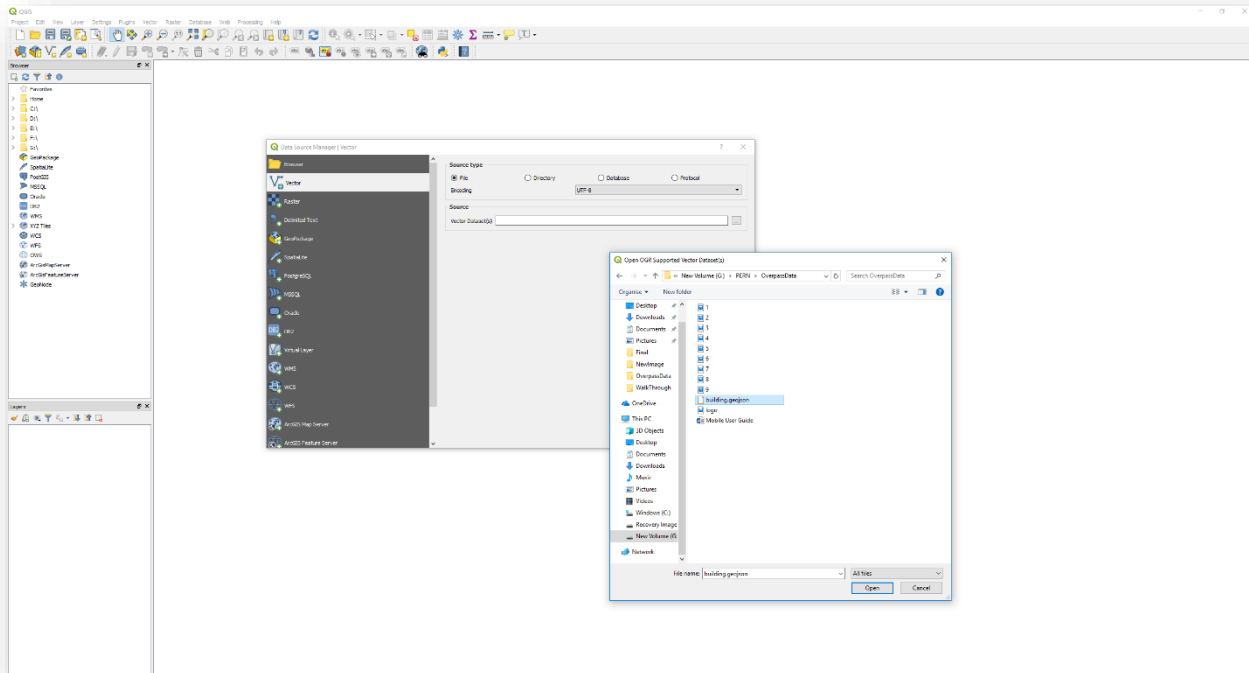 QGIS
Project Edit View Layer Settings Plugins Vector Raster Database Web Processing Help
Browser
Favorites
Home
C:\
D:\
E:\
F:\
G:\
GeoPackage
SpatiaLite
PostGIS
MSSQL
Oracle
DB2
WMS
XYZ Tiles
WCS
WFS
OWS
ArcGisMapServer
ArcGisFeatureServer
GeoNode
Layers
Data Source Manager | Vector
Browser
Vector
Raster
Delimited Text
GeoPackage
SpatiaLite
PostgreSQL
MSSQL
Oracle
DB2
Virtual Layer
WMS
WCS
WFS
ArcGIS Map Server
ArcGIS Feature Server
Source type
File Directory Database Protocol
Encoding UTF-8
Source
Vector Dataset(s)
Open OGR Supported Vector Dataset(s)
« New Volume (G:) > PERN > OverpassData
Search OverpassData
Organise New folder
Desktop
Downloads
Documents
Pictures
Final
NewImage
OverpassData
WalkThrough
OneDrive
This PC
3D Objects
Desktop
Documents
Downloads
Music
Pictures
Videos
Windows (C:)
Recovery Image
New Volume (G:
Network
1
2
3
4
5
6
7
8
9
building.geojson
logo
Mobile User Guide
File name: building.geojson All files
Open Cancel